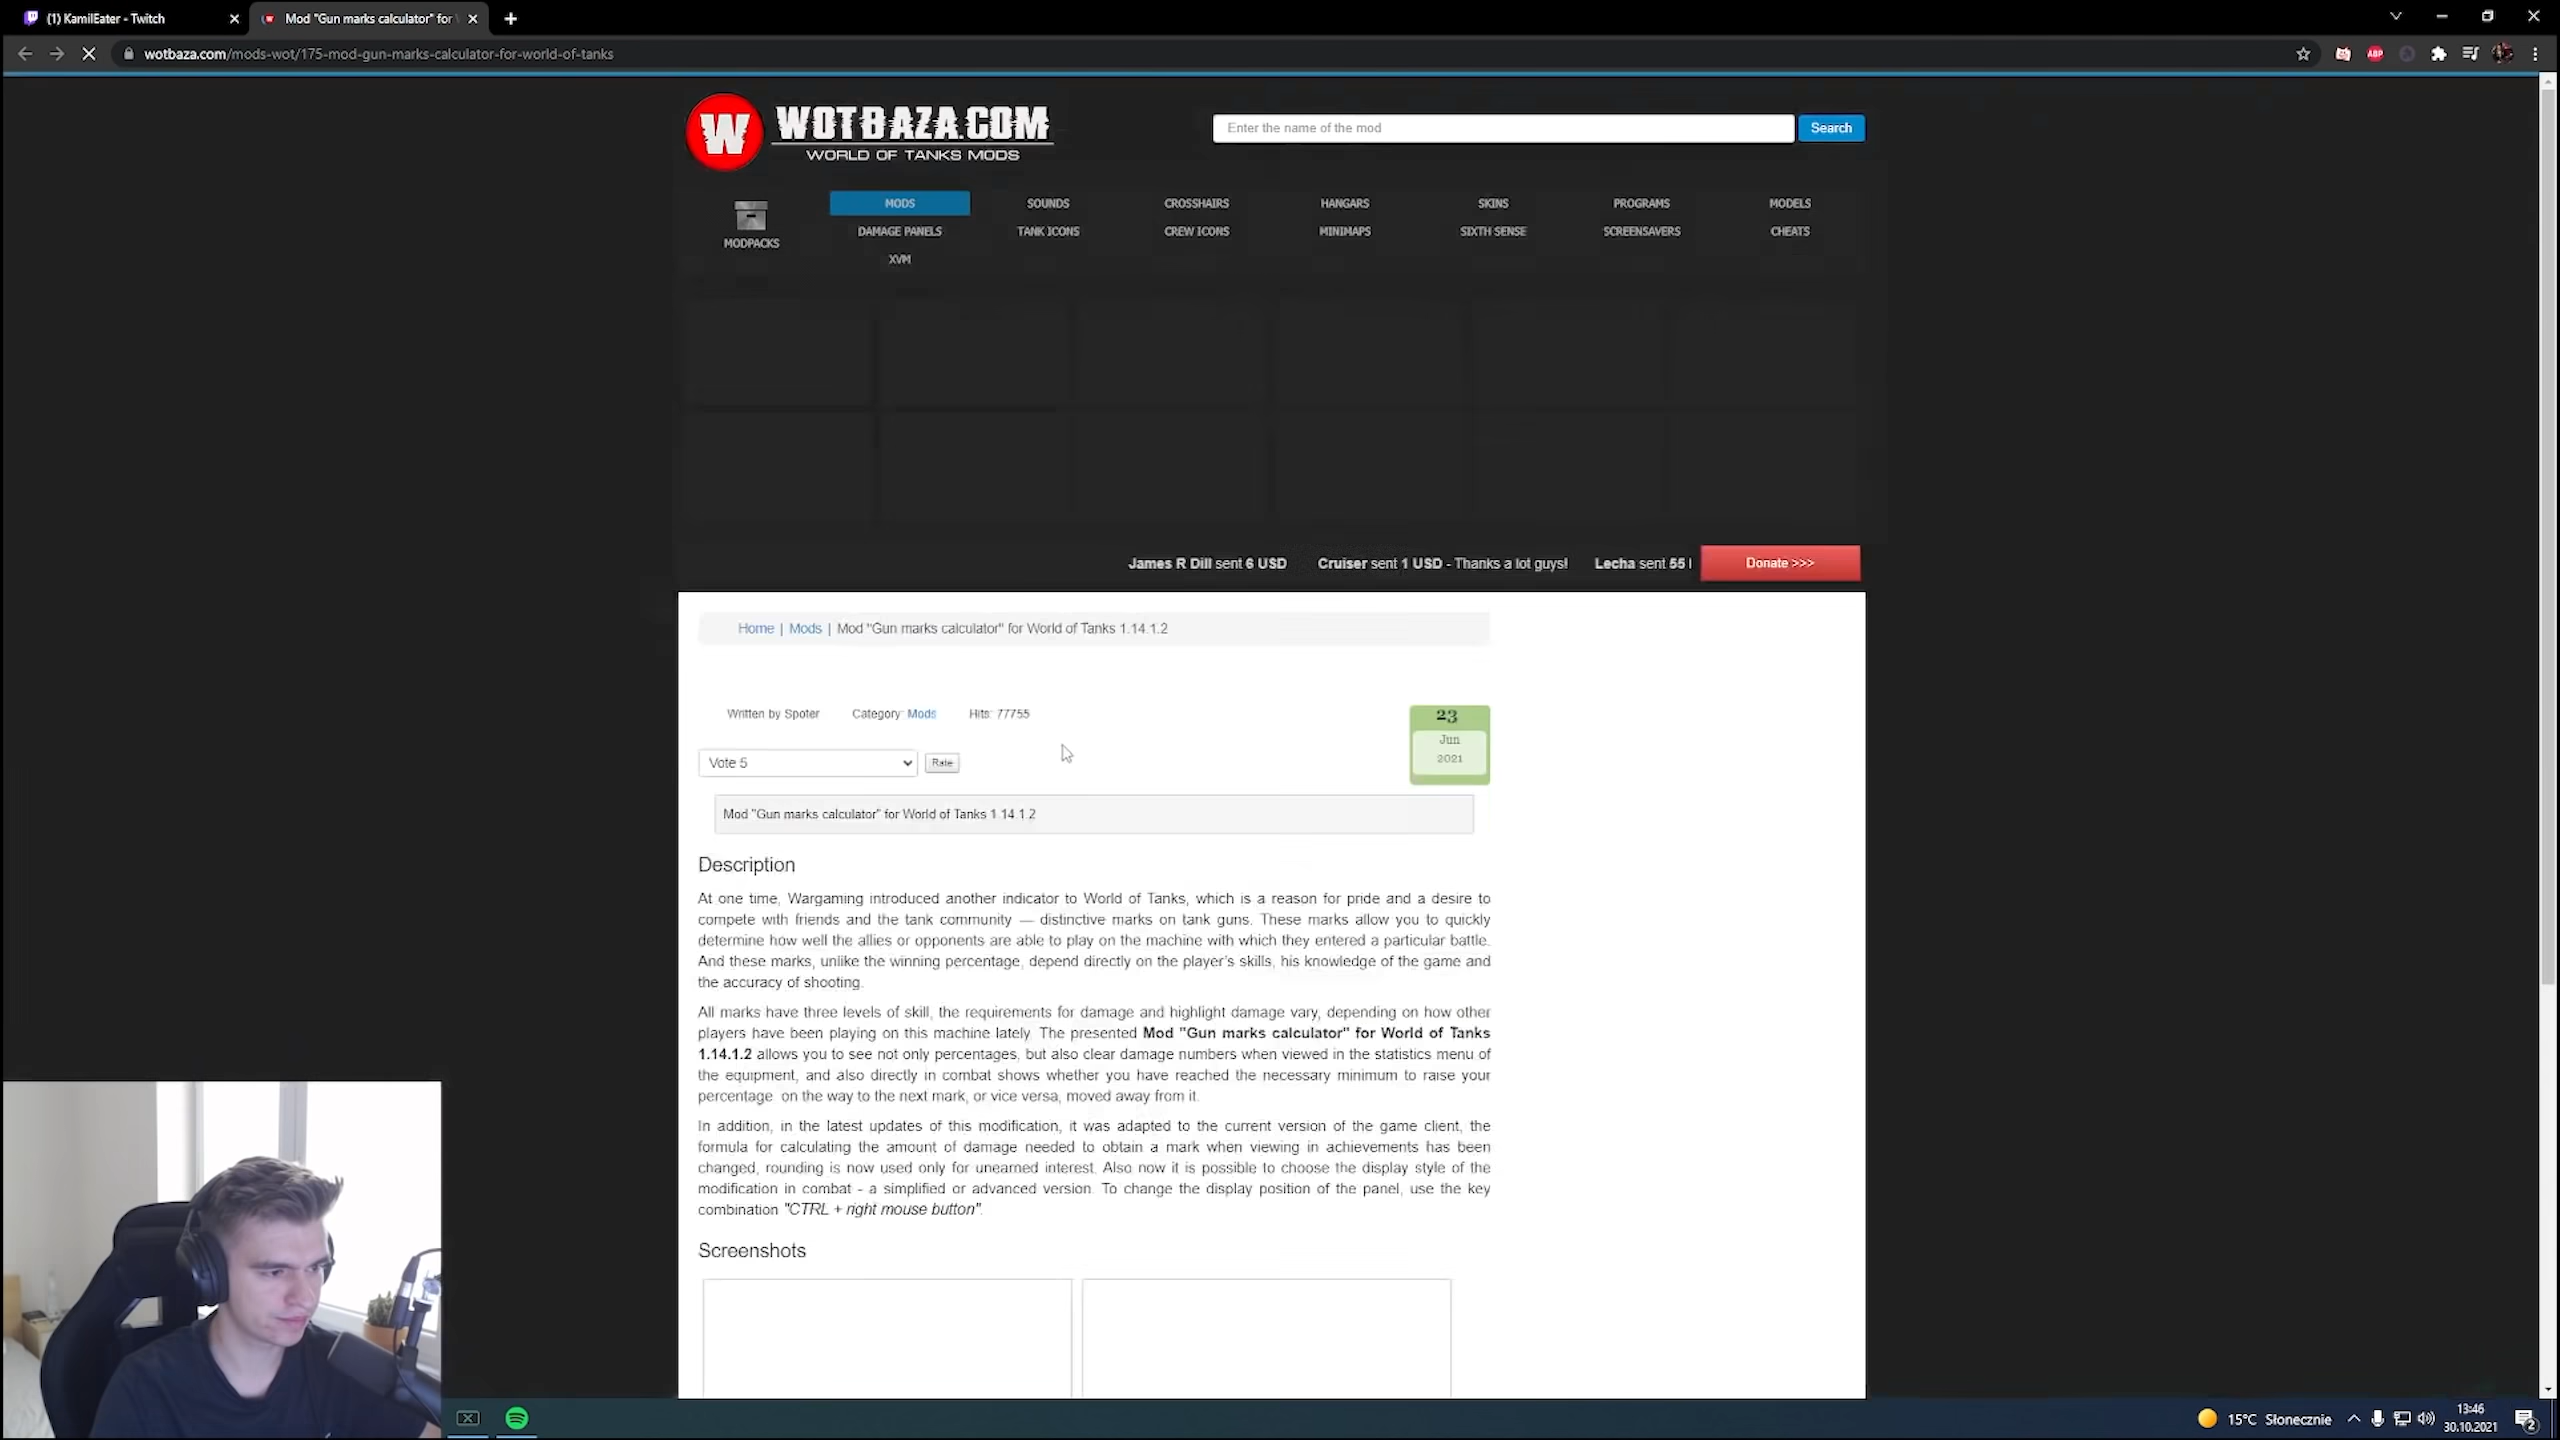 (1) KamilEater - Twitch
Mod "Gun marks calculator" for
wotbaza.com/mods-wot/175-mod-gun-marks-calculator-for-world-of-tanks
ABP
W
WOTBAZA.COM
WORLD OF TANKS MODS
Enter the name of the mod
Search
MODPACKS
MODS
SOUNDS
CROSSHAIRS
HANGARS
SKINS
PROGRAMS
MODELS
DAMAGE PANELS
TANK ICONS
CREW ICONS
MINIMAPS
SIXTH SENSE
SCREENSAVERS
CHEATS
XVM
James R Dill sent 6 USD Cruiser sent 1 USD - Thanks a lot guys! Lecha sent 55
Donate >>>
Home | Mods | Mod "Gun marks calculator" for World of Tanks 1.14.1.2
Written by Spoter Category: Mods Hits: 77755
23
Jun
2021
Vote 5
Rate
Mod "Gun marks calculator" for World of Tanks 1.14.1.2
Description
At one time, Wargaming introduced another indicator to World of Tanks, which is a reason for pride and a desire to
compete with friends and the tank community — distinctive marks on tank guns. These marks allow you to quickly
determine how well the allies or opponents are able to play on the machine with which they entered a particular battle.
And these marks, unlike the winning percentage, depend directly on the player's skills, his knowledge of the game and
the accuracy of shooting.
All marks have three levels of skill, the requirements for damage and highlight damage vary, depending on how other
players have been playing on this machine lately. The presented Mod "Gun marks calculator" for World of Tanks
1.14.1.2 allows you to see not only percentages, but also clear damage numbers when viewed in the statistics menu of
the equipment, and also directly in combat shows whether you have reached the necessary minimum to raise your
percentage on the way to the next mark, or vice versa, moved away from it.
In addition, in the latest updates of this modification, it was adapted to the current version of the game client, the
formula for calculating the amount of damage needed to obtain a mark when viewing in achievements has been
changed, rounding is now used only for unearned interest. Also now it is possible to choose the display style of the
modification in combat - a simplified or advanced version. To change the display position of the panel, use the key
combination "CTRL + right mouse button".
Screenshots
15°C Słonecznie
13:46
30.10.2021
2